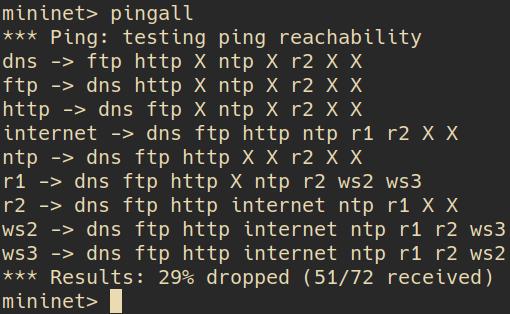 mininet> pingall
*** Ping: testing ping reachability
dns -> ftp http X ntp X r2 X X
ftp -> dns http X ntp X r2 X X
http -> dns ftp X ntp X r2 X X
internet -> dns ftp http ntp r1 r2 X X
ntp -> dns ftp http X X r2 X X
r1 -> dns ftp http X ntp r2 ws2 ws3
r2 -> dns ftp http internet ntp r1 X X
ws2 -> dns ftp http internet ntp r1 r2 ws3
ws3 -> dns ftp http internet ntp r1 r2 ws2
*** Results: 29% dropped (51/72 received)
mininet>